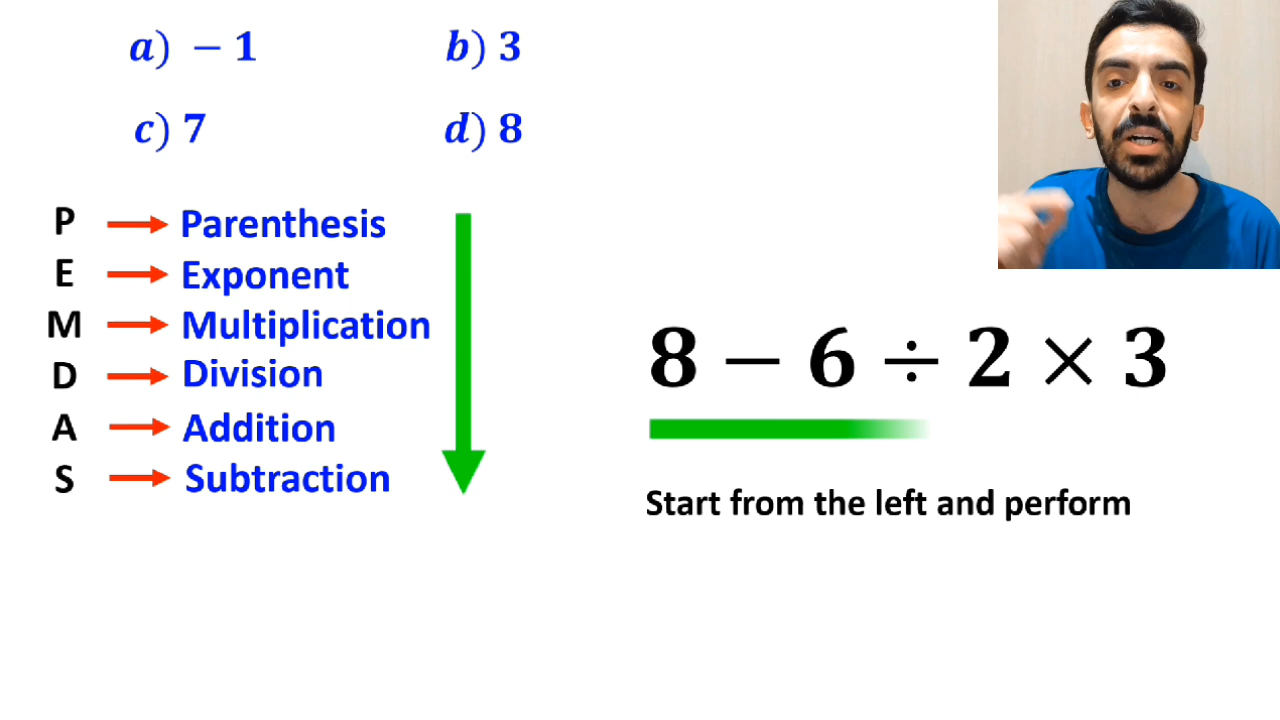 a) − 1 b) 3
c) 7 d) 8
P Parenthesis
E Exponent
M Multiplication
D Division
A Addition
S Subtraction
8 − 6 ÷ 2 × 3
Start from the left and perform